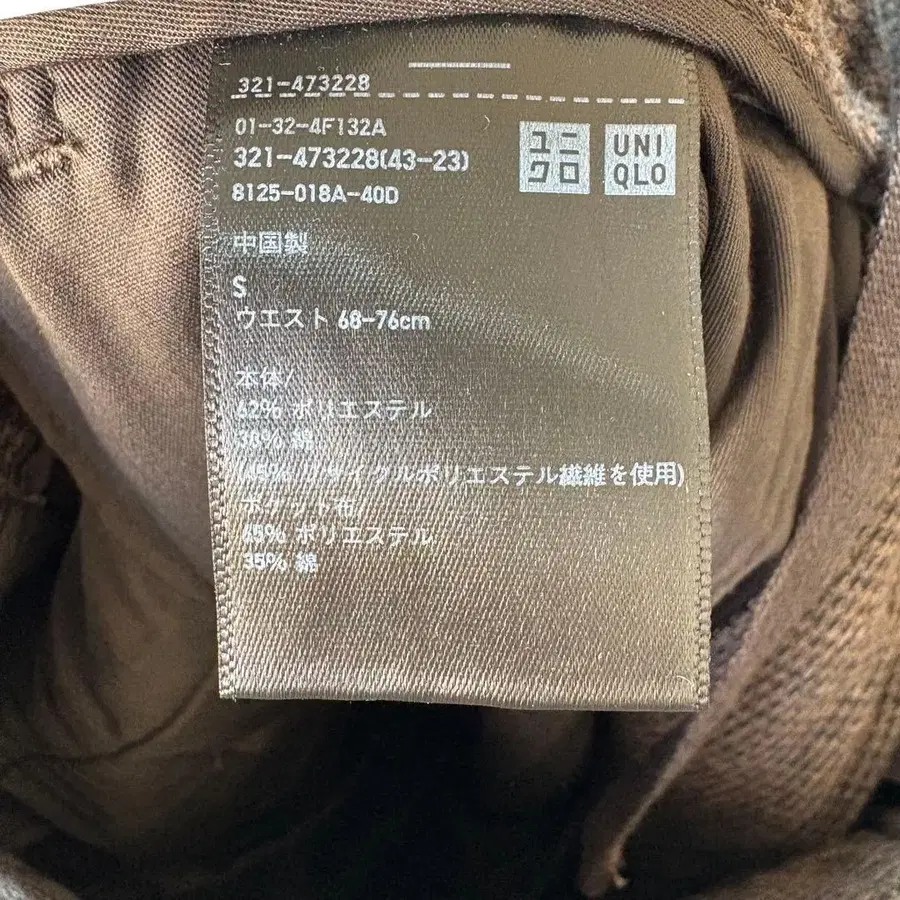 321-473228
01-32-4F132A
321-473228(43-23)
8125-018A-40D
ユニ
クロ
UNI
QLO
中国製
S
ウエスト 68-76cm
本体/
62% ポリエステル
38% 綿
(45% リサイクルポリエステル繊維を使用)
ポケット布/
65% ポリエステル
35% 綿